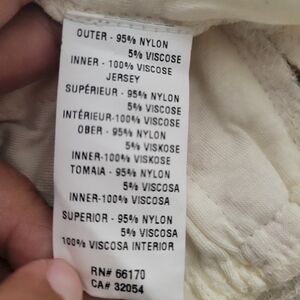 OUTER - 95% NYLON
5% VISCOSE
INNER - 100% VISCOSE
JERSEY
SUPÉRIEUR - 95% NYLON
5% VISCOSE
INTÉRIEUR-100% VISCOSE
OBER - 95% NYLON
5% VISKOSE
INNER-100% VISKOSE
TOMAIA - 95% NYLON
5% VISCOSA
INNER-100% VISCOSA
SUPERIOR - 95% NYLON
5% VISCOSA
100% VISCOSA INTERIOR
RN# 66170
CA# 32054